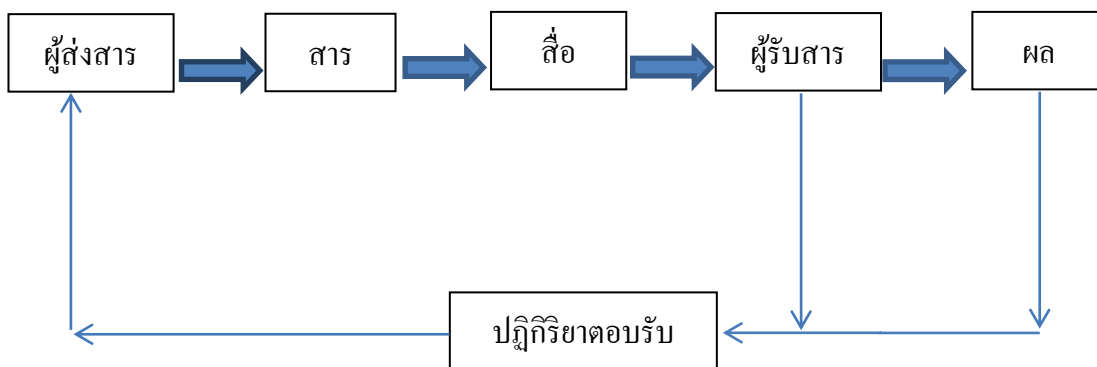 ผู้ส่งสาร
สาร
สื่อ
ผู้รับสาร
ผล
ปฏิกิริยาตอบรับ